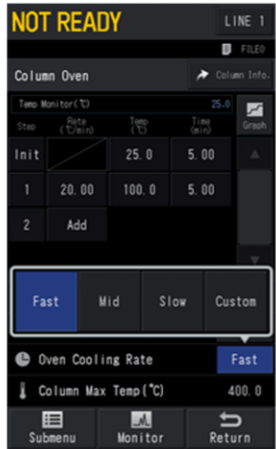 NOT READY LINE 1
FILE0
Column Oven Column Info.
Temp Monitor(℃) 25.0
Step Rate (℃/min) Temp (℃) Time (min) Graph
Init 25.0 5.00
1 20.00 100.0 5.00
2 Add
Fast Mid Slow Custom
Oven Cooling Rate Fast
Column Max Temp(℃) 400.0
Submenu Monitor Return